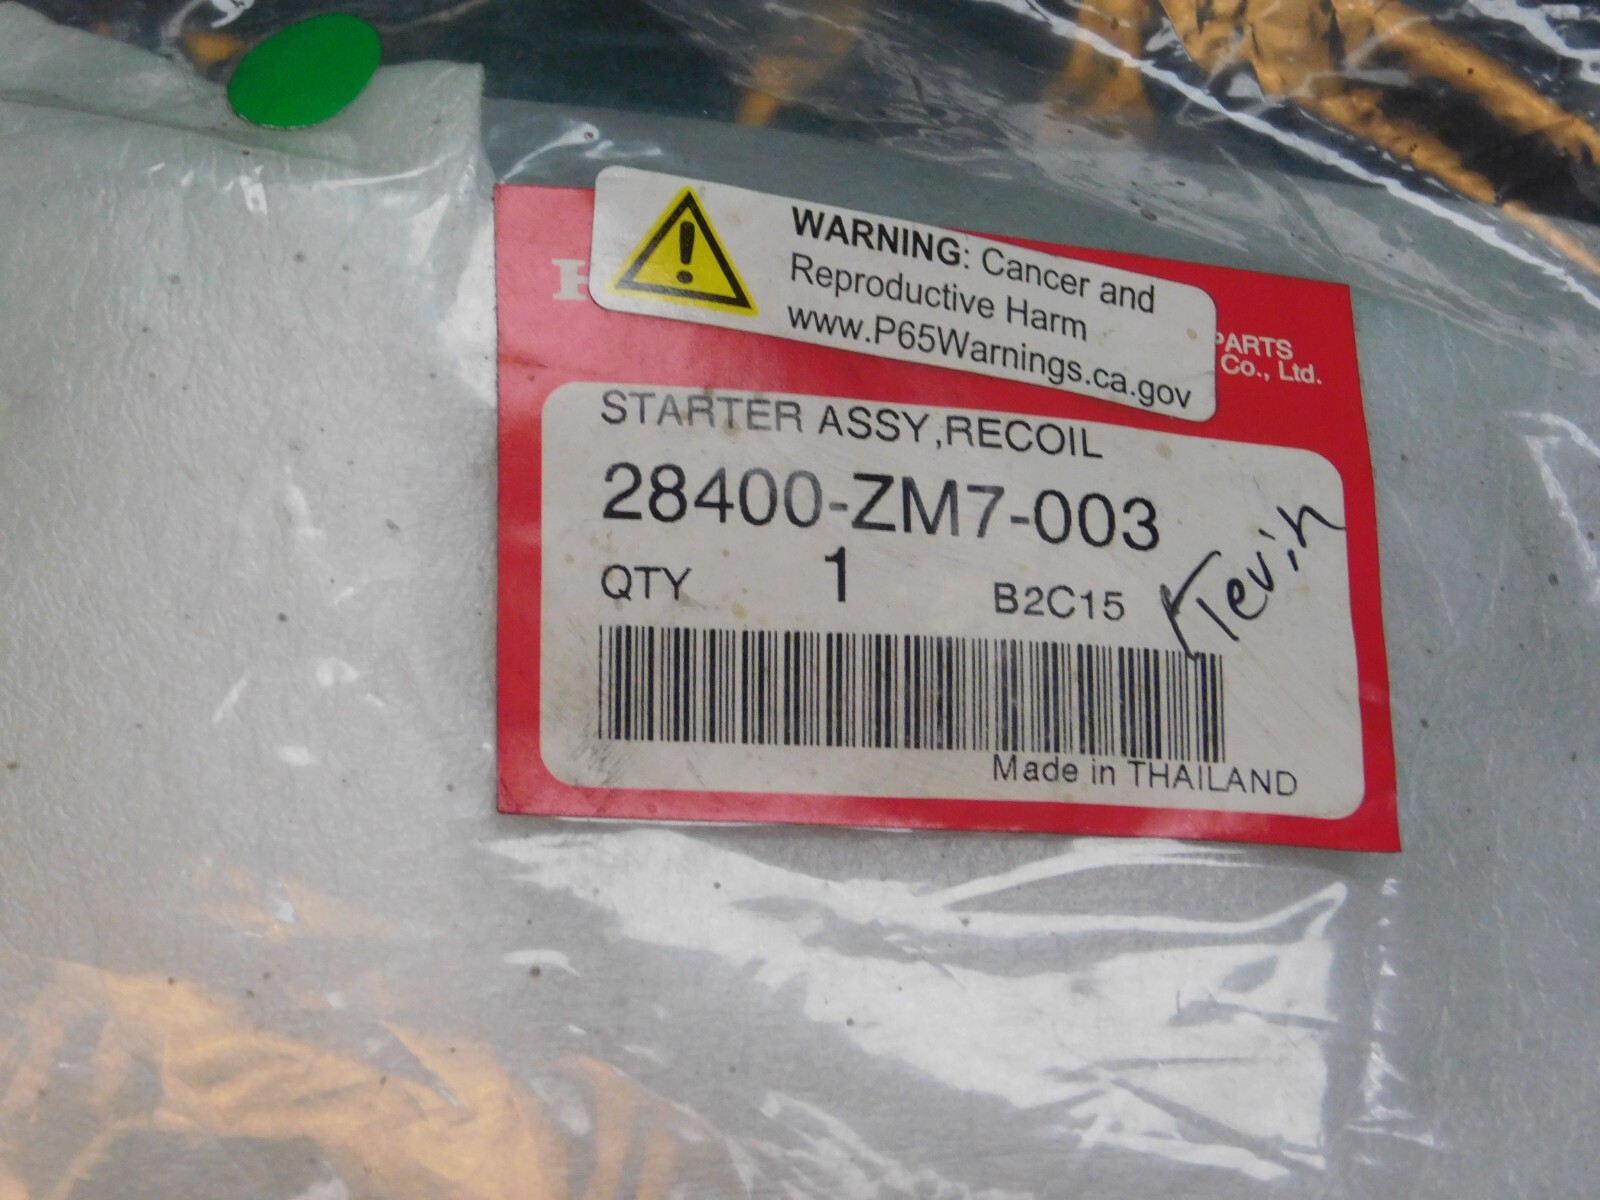 WARNING: Cancer and
Reproductive Harm
www.P65Warnings.ca.gov
PARTS
Co., Ltd.
STARTER ASSY,RECOIL
28400-ZM7-003
QTY 1 B2C15
Made in THAILAND